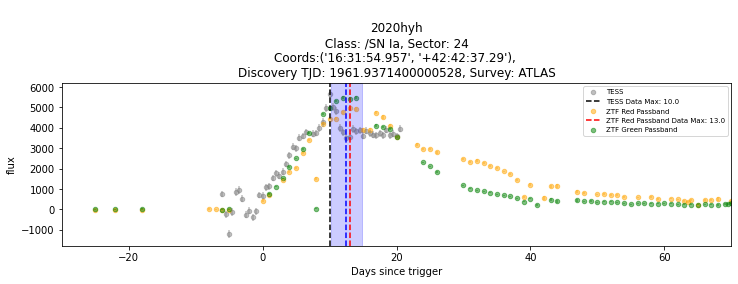 2020hyh
Class: /SN Ia, Sector: 24
Coords:('16:31:54.957', '+42:42:37.29'),
Discovery TJD: 1961.9371400000528, Survey: ATLAS
6000
5000
4000
3000
2000
1000
0
−1000
flux
TESS
TESS Data Max: 10.0
ZTF Red Passband
ZTF Red Passband Data Max: 13.0
ZTF Green Passband
−20
0
20
40
60
Days since trigger